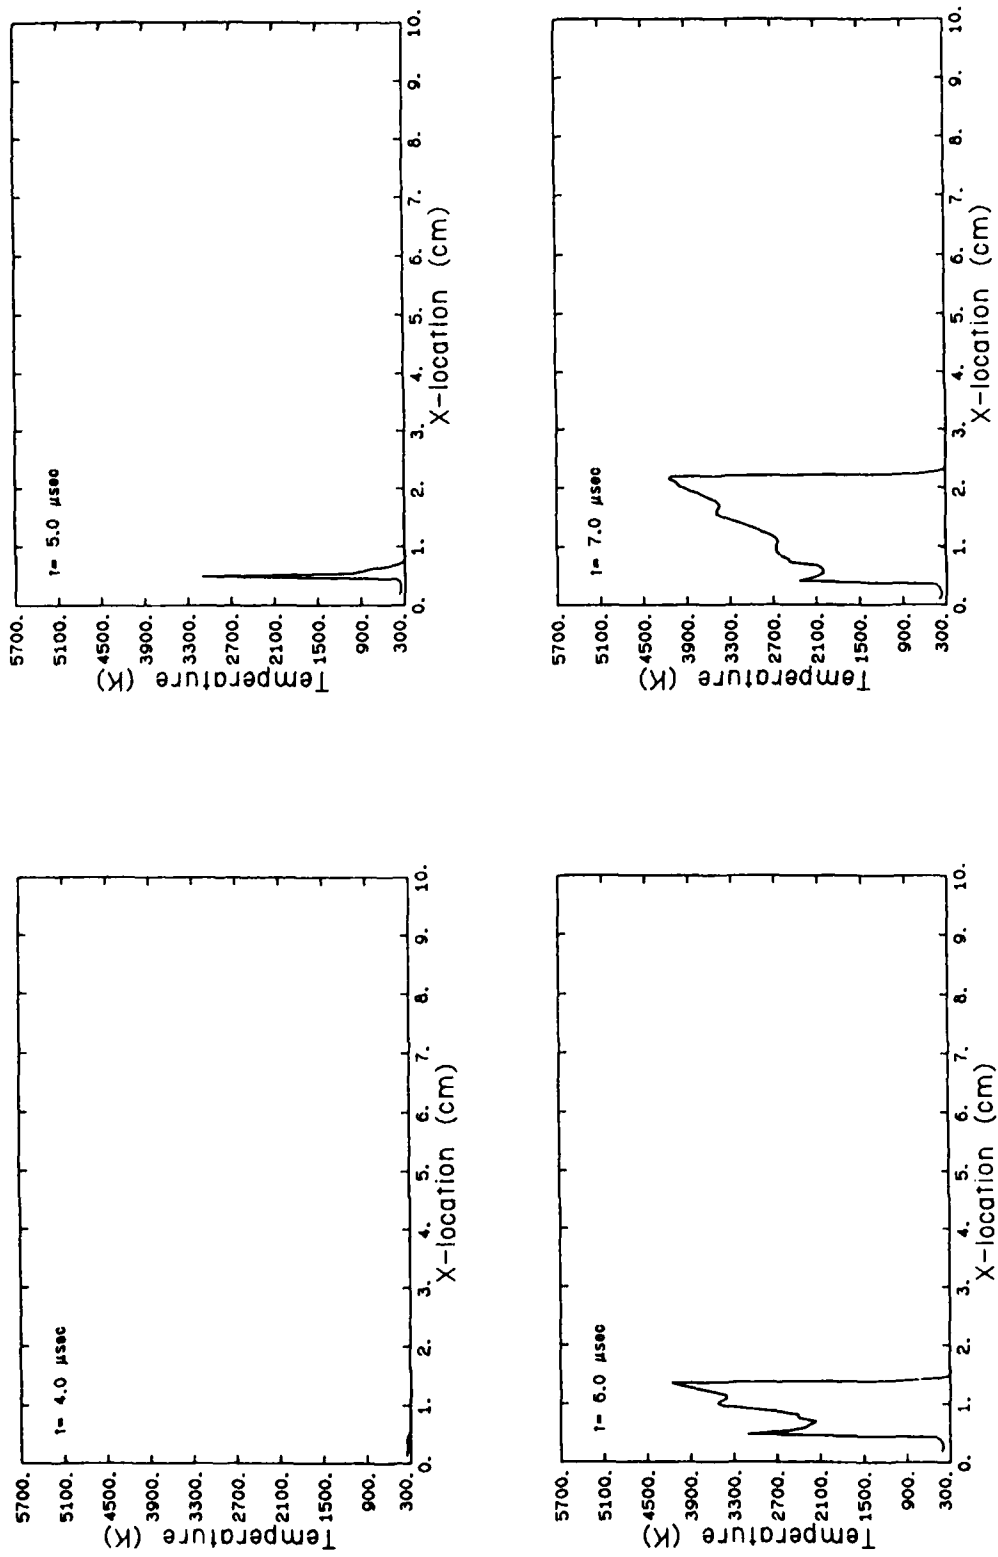 t= 4.0 μsec
5700.
5100.
4500.
3900.
3300.
2700.
2100.
1500.
900.
300.
Temperature (K)
0. 1. 2. 3. 4. 5. 6. 7. 8. 9. 10.
X-location (cm)
t= 5.0 μsec
5700.
5100.
4500.
3900.
3300.
2700.
2100.
1500.
900.
300.
Temperature (K)
0. 1. 2. 3. 4. 5. 6. 7. 8. 9. 10.
X-location (cm)
t= 6.0 μsec
5700.
5100.
4500.
3900.
3300.
2700.
2100.
1500.
900.
300.
Temperature (K)
0. 1. 2. 3. 4. 5. 6. 7. 8. 9. 10.
X-location (cm)
t= 7.0 μsec
5700.
5100.
4500.
3900.
3300.
2700.
2100.
1500.
900.
300.
Temperature (K)
0. 1. 2. 3. 4. 5. 6. 7. 8. 9. 10.
X-location (cm)